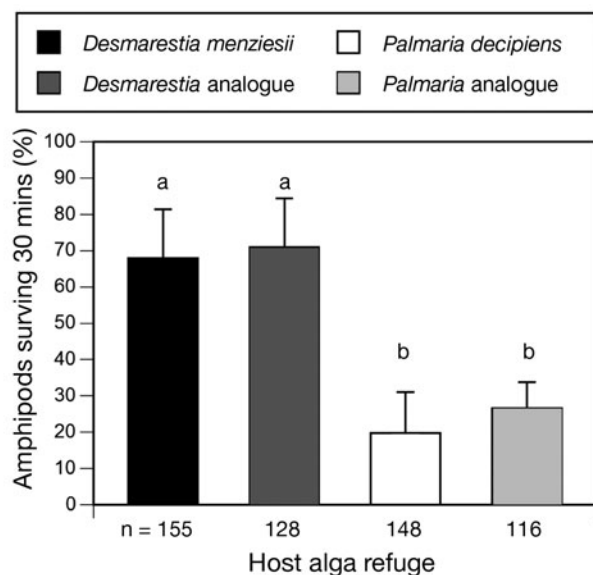 Desmarestia menziesii
Palmaria decipiens
Desmarestia analogue
Palmaria analogue
Amphipods surving 30 mins (%)
100
90
80
70
60
50
40
30
20
10
0
a
a
b
b
n = 155 128 148 116
Host alga refuge